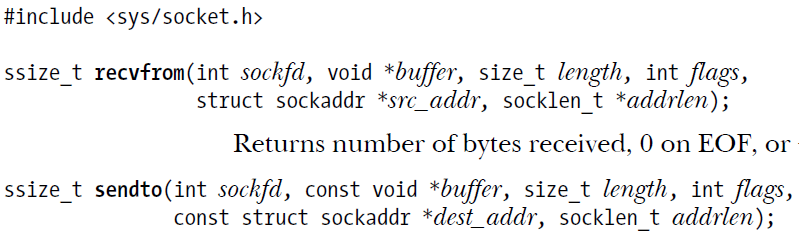 #include <sys/socket.h>
ssize_t recvfrom(int sockfd, void *buffer, size_t length, int flags,
struct sockaddr *src_addr, socklen_t *addrlen);
Returns number of bytes received, 0 on EOF, or
ssize_t sendto(int sockfd, const void *buffer, size_t length, int flags,
const struct sockaddr *dest_addr, socklen_t addrlen);